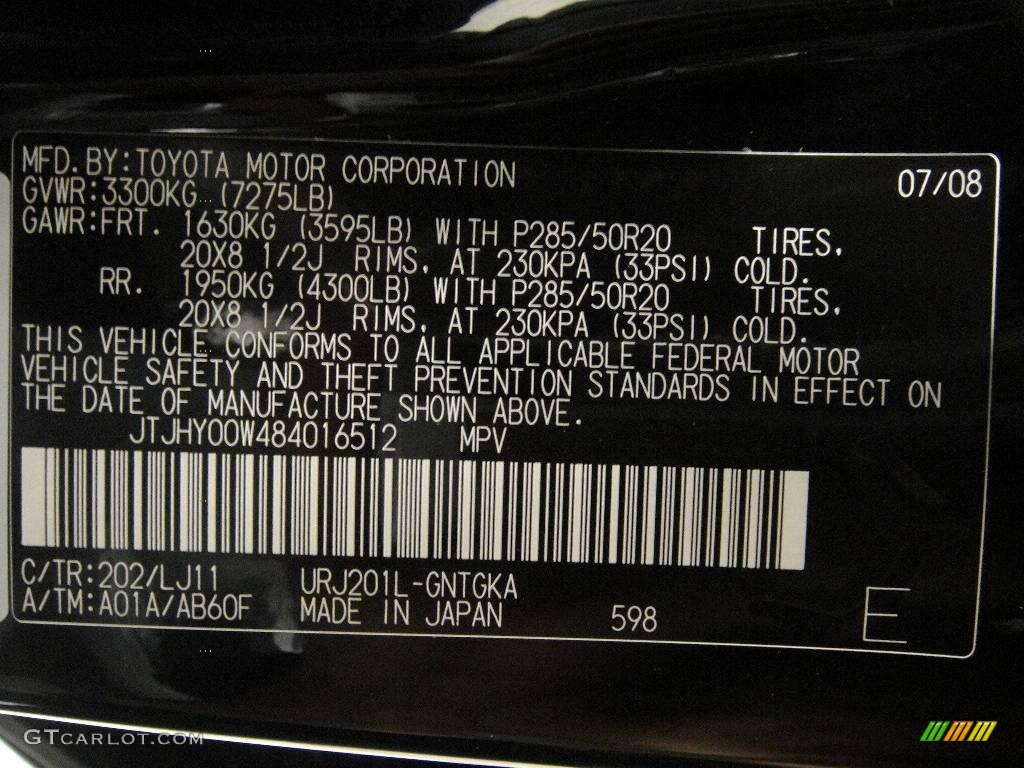 MFD.BY:TOYOTA MOTOR CORPORATION 07/08
GVWR:3300KG (7275LB)
GAWR:FRT. 1630KG (3595LB) WITH P285/50R20 TIRES,
20X8 1/2J RIMS, AT 230KPA (33PSI) COLD.
RR. 1950KG (4300LB) WITH P285/50R20 TIRES,
20X8 1/2J RIMS, AT 230KPA (33PSI) COLD.
THIS VEHICLE CONFORMS TO ALL APPLICABLE FEDERAL MOTOR
VEHICLE SAFETY AND THEFT PREVENTION STANDARDS IN EFFECT ON
THE DATE OF MANUFACTURE SHOWN ABOVE.
JTJHY00W484016512 MPV
C/TR:202/LJ11 URJ201L-GNTGKA
A/TM:A01A/AB60F MADE IN JAPAN 598 E
GTCARLOT.COM